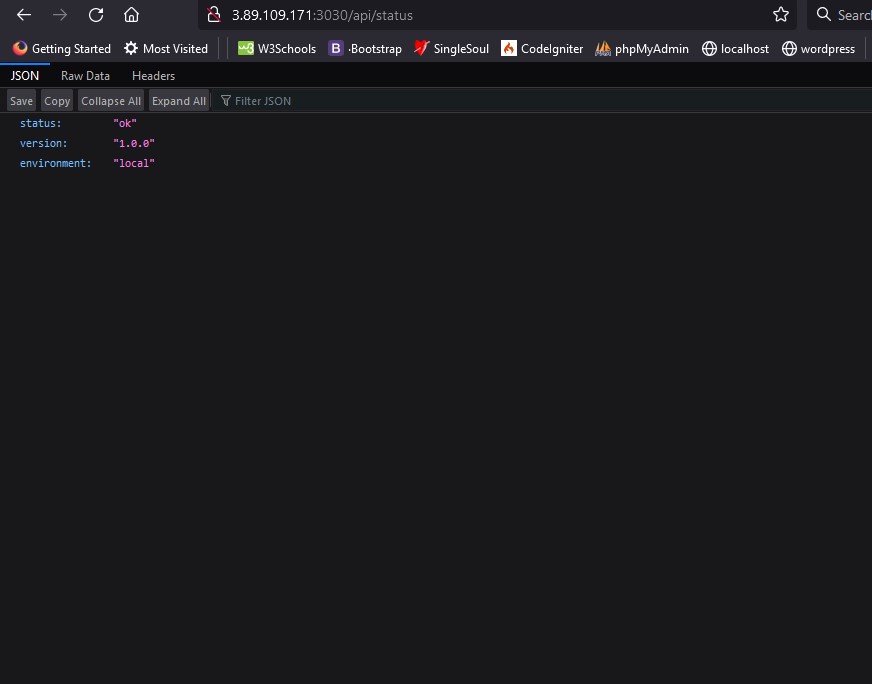 3.89.109.171:3030/api/status Search
Getting Started Most Visited W3Schools B ·Bootstrap SingleSoul CodeIgniter phpMyAdmin localhost wordpress
JSON Raw Data Headers
Save Copy Collapse All Expand All Filter JSON
status: "ok"
version: "1.0.0"
environment: "local"